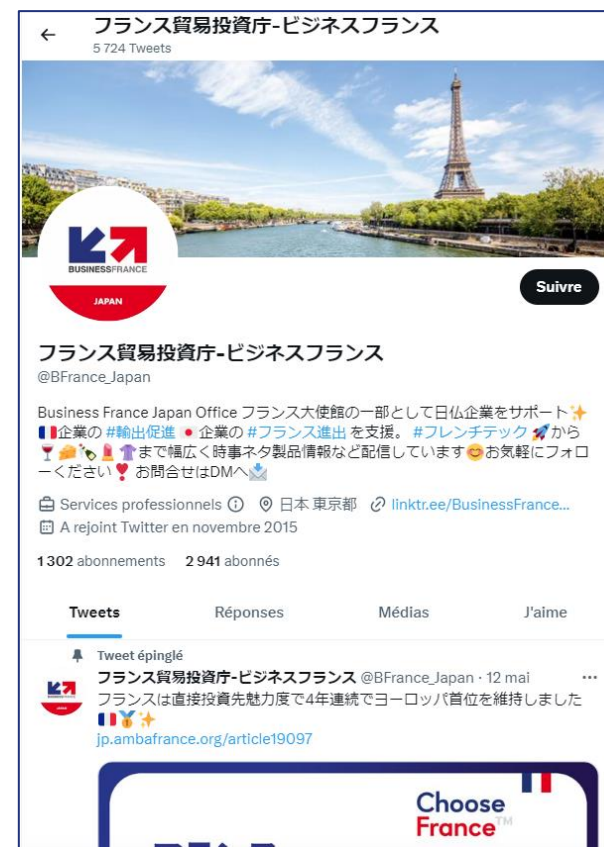 フランス貿易投資庁-ビジネスフランス
5 724 Tweets
BUSINESSFRANCE
JAPAN
Suivre
フランス貿易投資庁-ビジネスフランス
@BFrance_Japan
Business France Japan Office フランス大使館の一部として日仏企業をサポート✨
🇫🇷企業の #輸出促進 🇯🇵企業の #フランス進出 を支援。 #フレンチテック 🚀から
🍷🧀🍾💄👚まで幅広く時事ネタ製品情報など配信しています😊お気軽にフォロ
ーください❣ お問合せはDMへ📩
Services professionnels 日本 東京都 linktr.ee/BusinessFrance...
A rejoint Twitter en novembre 2015
1 302 abonnements 2 941 abonnés
Tweets Réponses Médias J'aime
Tweet épinglé
フランス貿易投資庁-ビジネスフランス @BFrance_Japan · 12 mai ...
フランスは直接投資先魅力度で4年連続でヨーロッパ首位を維持しました
🇫🇷🥇✨
jp.ambafrance.org/article19097
Choose
France™